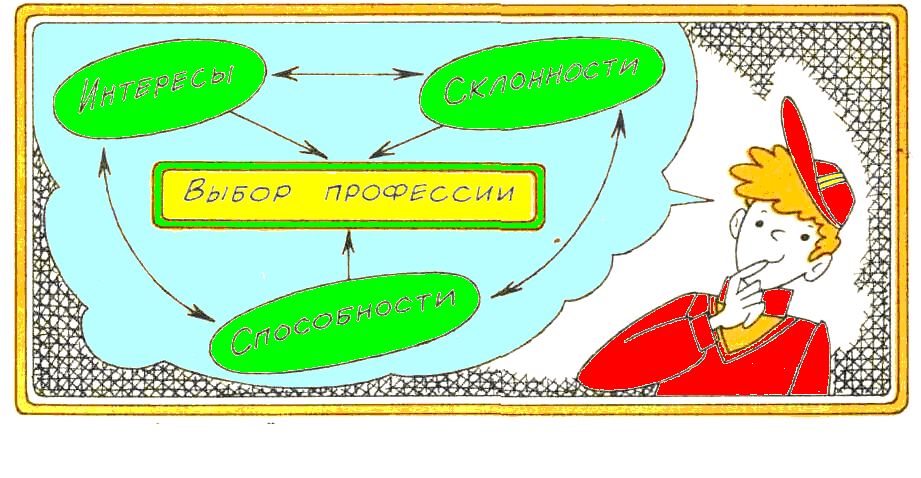 Интересы
Склонности
Выбор профессии
Способности